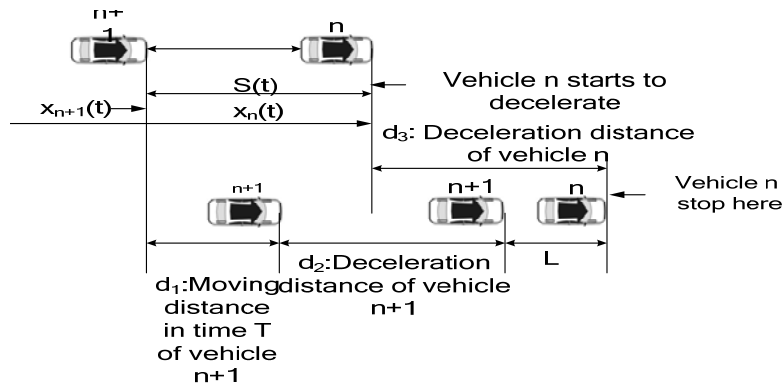 n+
1
n
S(t)
Vehicle n starts to
decelerate
xn+1(t)
xn(t)
d3: Deceleration distance
of vehicle n
n+1
n+1
n
Vehicle n
stop here
d1:Moving
distance
in time T
of vehicle
n+1
d2:Deceleration
distance of vehicle
n+1
L